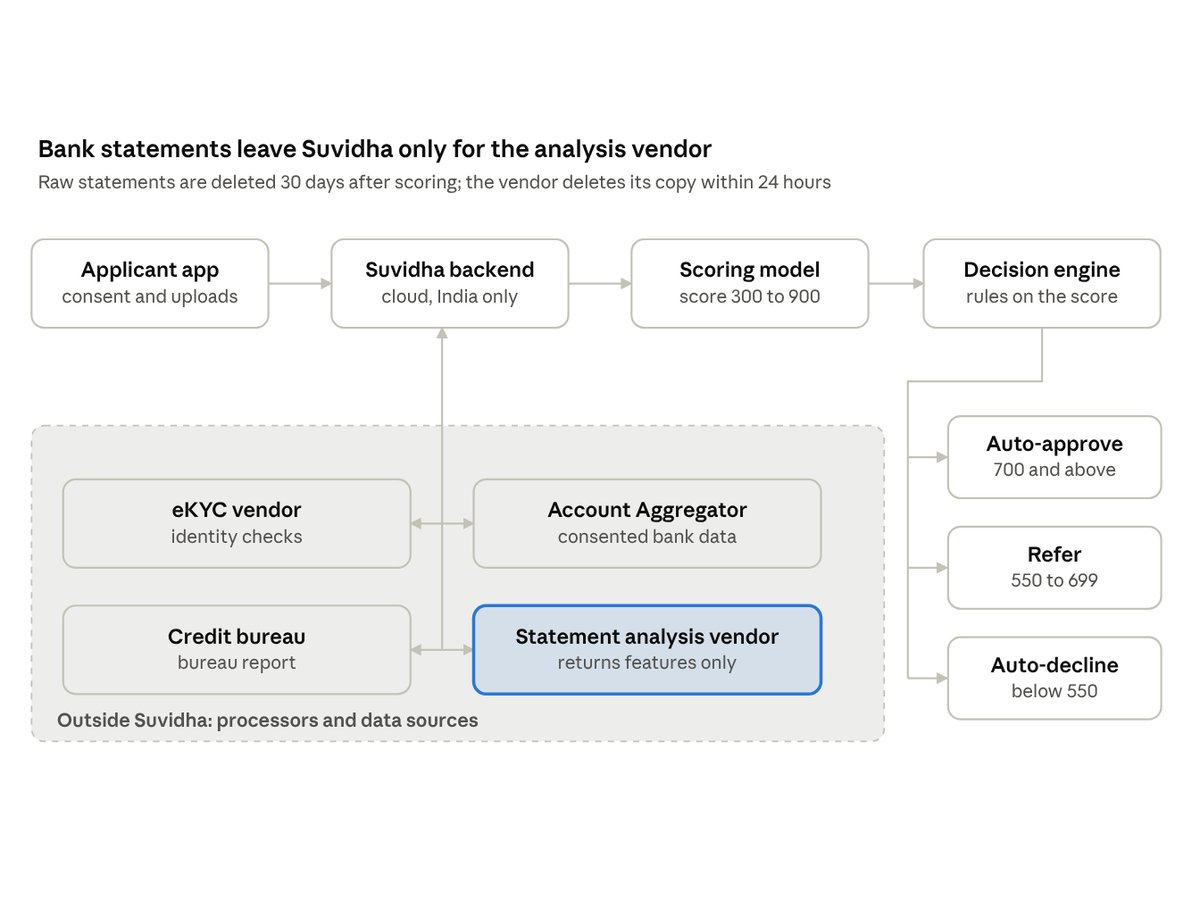 Bank statements leave Suvidha only for the analysis vendor
Raw statements are deleted 30 days after scoring; the vendor deletes its copy within 24 hours
Applicant app
consent and uploads
Suvidha backend
cloud, India only
Scoring model
score 300 to 900
Decision engine
rules on the score
eKYC vendor
identity checks
Account Aggregator
consented bank data
Credit bureau
bureau report
Statement analysis vendor
returns features only
Outside Suvidha: processors and data sources
Auto-approve
700 and above
Refer
550 to 699
Auto-decline
below 550